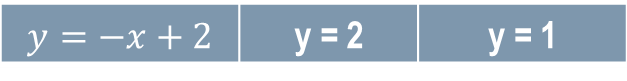 y = −x + 2 y = 2 y = 1